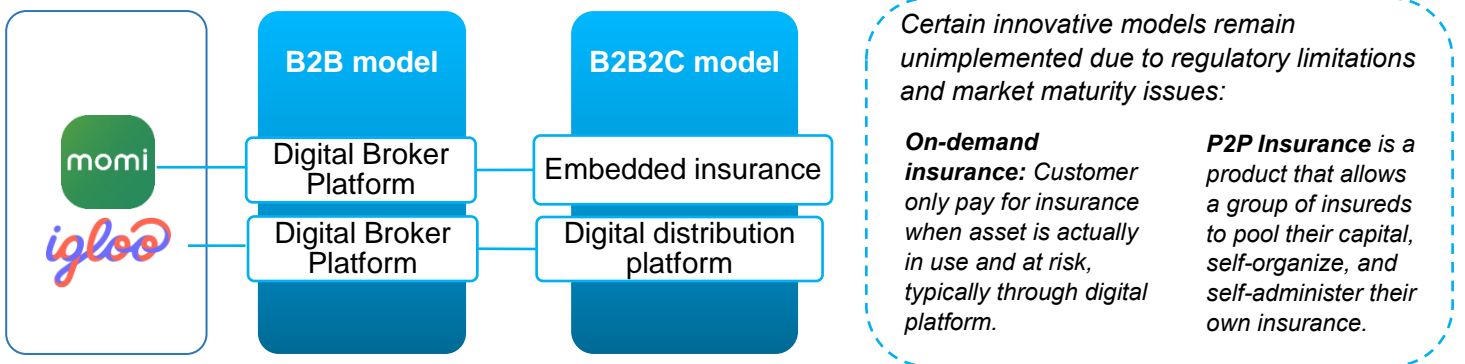 momi
igloo
B2B model
Digital Broker
Platform
Digital Broker
Platform
B2B2C model
Embedded insurance
Digital distribution
platform
Certain innovative models remain
unimplemented due to regulatory limitations
and market maturity issues:
On-demand
insurance: Customer
only pay for insurance
when asset is actually
in use and at risk,
typically through digital
platform.
P2P Insurance is a
product that allows
a group of insureds
to pool their capital,
self-organize, and
self-administer their
own insurance.